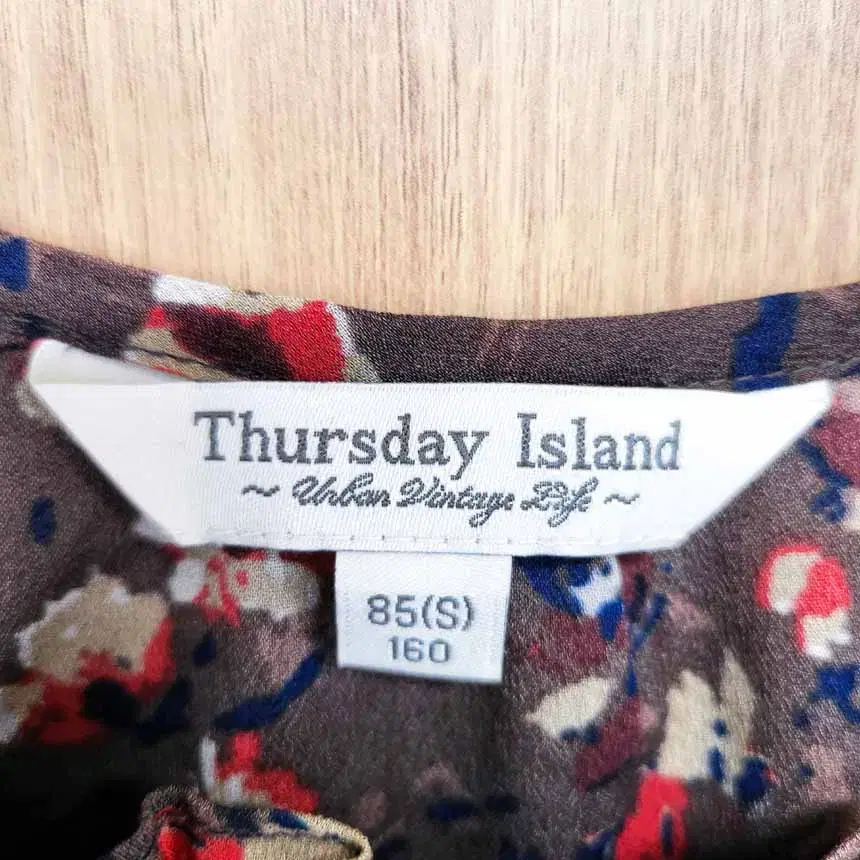 Thursday Island
~ Urban Vintage Life ~
85(S)
160